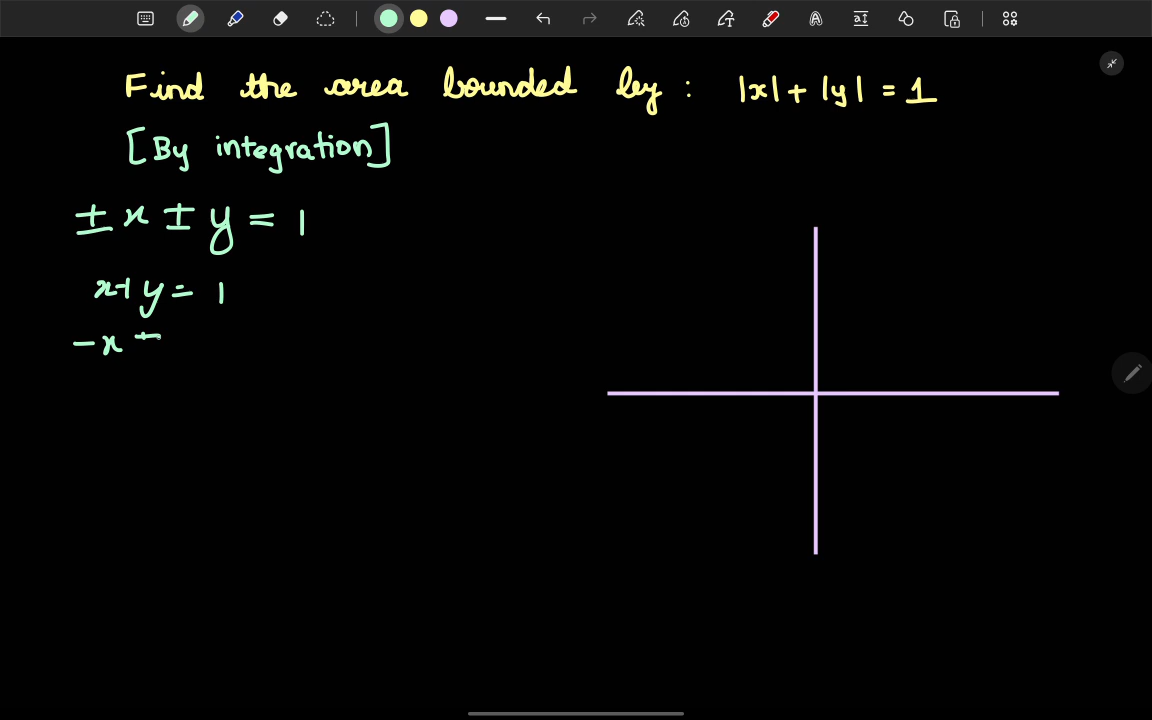 Find the area bounded by : |x| + |y| = 1
[By integration]
± x ± y = 1
x + y = 1
- x +